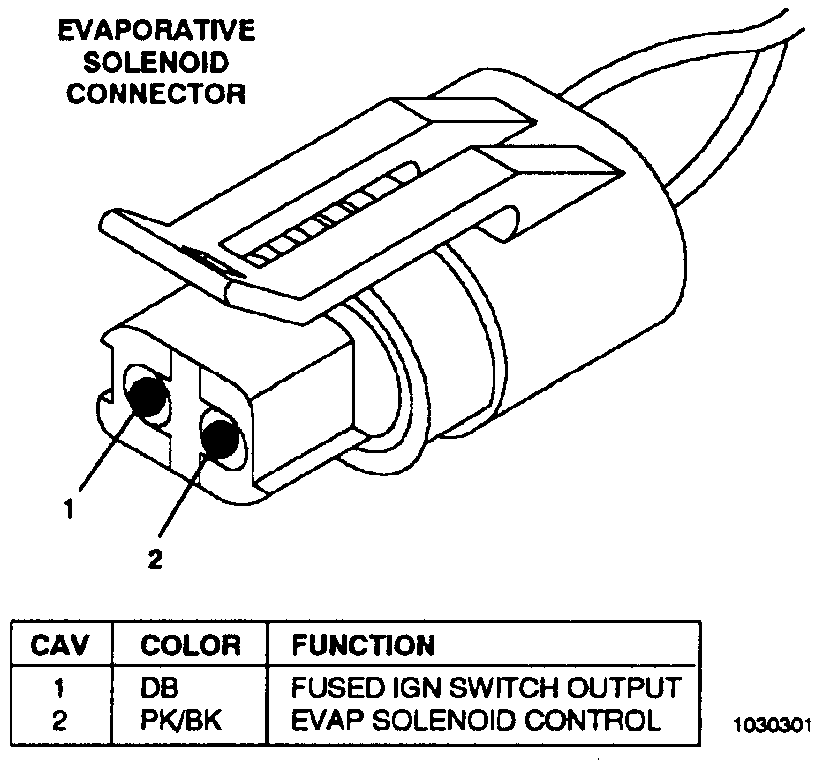 EVAPORATIVE
SOLENOID
CONNECTOR
1
2
CAV COLOR FUNCTION
1 DB FUSED IGN SWITCH OUTPUT
2 PK/BK EVAP SOLENOID CONTROL
1030301